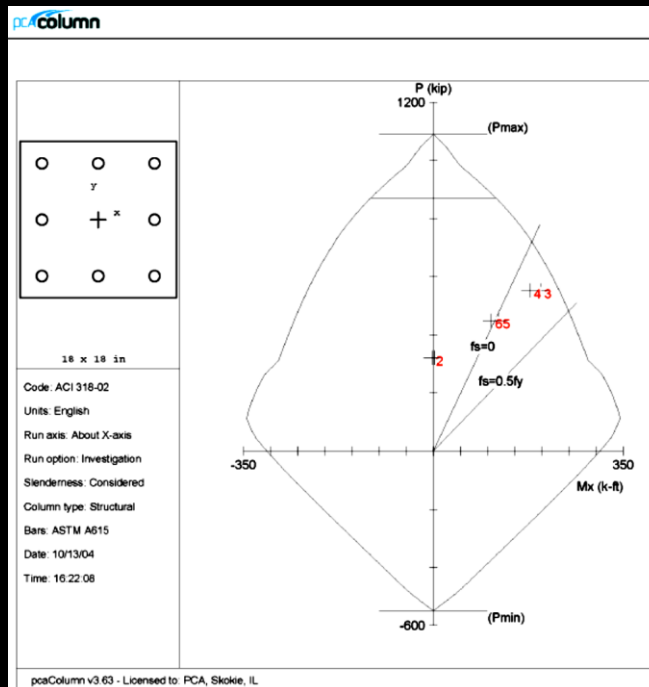 pcAcolumn
P (kip)
1200
(Pmax)
y
x
18 x 18 in
4 3
65
fs=0
2
fs=0.5fy
-350
350
Mx (k-ft)
-600
(Pmin)
Code: ACI 318-02
Units: English
Run axis: About X-axis
Run option: Investigation
Slenderness: Considered
Column type: Structural
Bars: ASTM A615
Date: 10/13/04
Time: 16:22:08
pcaColumn v3.63 - Licensed to: PCA, Skokie, IL